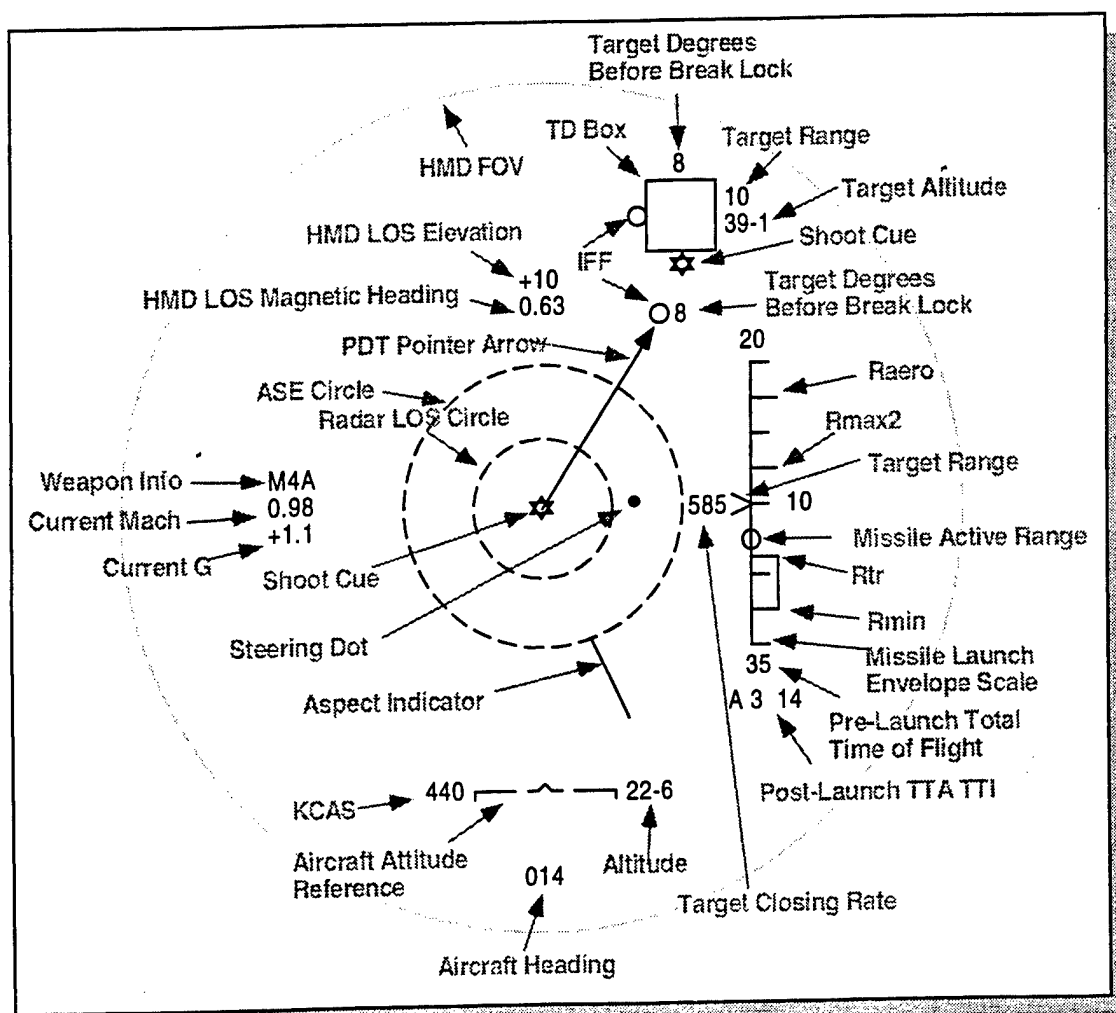 Target Degrees
Before Break Lock
TD Box
8
Target Range
HMD FOV
10
39-1
Target Altitude
HMD LOS Elevation
IFF
Shoot Cue
+10
0.63
HMD LOS Magnetic Heading
8
Target Degrees
Before Break Lock
PDT Pointer Arrow
20
ASE Circle
Raero
Radar LOS Circle
Rmax2
Weapon Info
M4A
Target Range
Current Mach
0.98
585
10
Current G
+1.1
Missile Active Range
Shoot Cue
Rtr
Rmin
Steering Dot
Missile Launch
Envelope Scale
35
Aspect Indicator
A 3 14
Pre-Launch Total
Time of Flight
Post-Launch TTA TTI
KCAS
440
22-6
Aircraft Attitude
Reference
Altitude
014
Target Closing Rate
Aircraft Heading